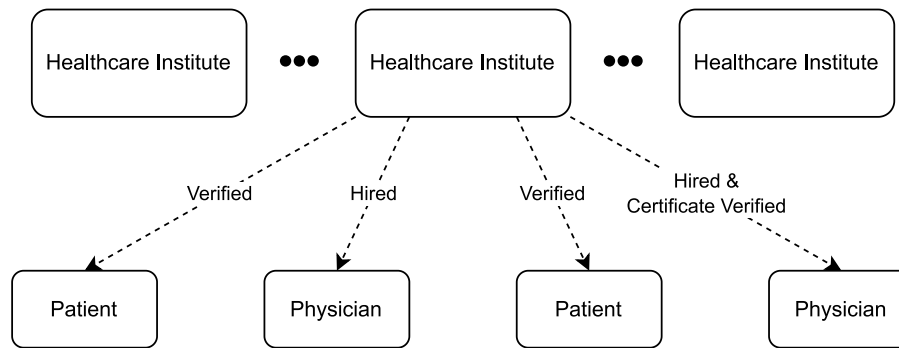 Healthcare Institute
Healthcare Institute
Healthcare Institute
Verified
Hired
Verified
Hired &
Certificate Verified
Patient
Physician
Patient
Physician